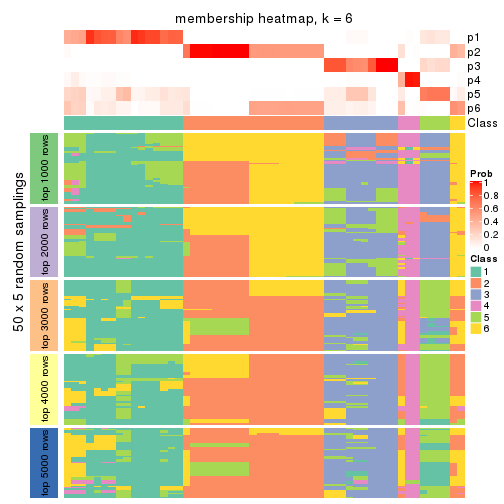 membership heatmap, k = 6
p1
p2
p3
p4
p5
p6
Class
50 x 5 random samplings
top 1000 rows
top 2000 rows
top 3000 rows
top 4000 rows
top 5000 rows
Prob
1
0.8
0.6
0.4
0.2
0
Class
1
2
3
4
5
6